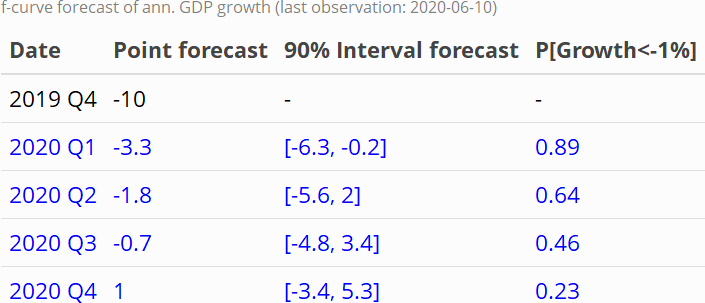 f-curve forecast of ann. GDP growth (last observation: 2020-06-10)
Date Point forecast 90% Interval forecast P[Growth<-1%]
2019 Q4 -10 - -
2020 Q1 -3.3 [-6.3, -0.2] 0.89
2020 Q2 -1.8 [-5.6, 2] 0.64
2020 Q3 -0.7 [-4.8, 3.4] 0.46
2020 Q4 1 [-3.4, 5.3] 0.23